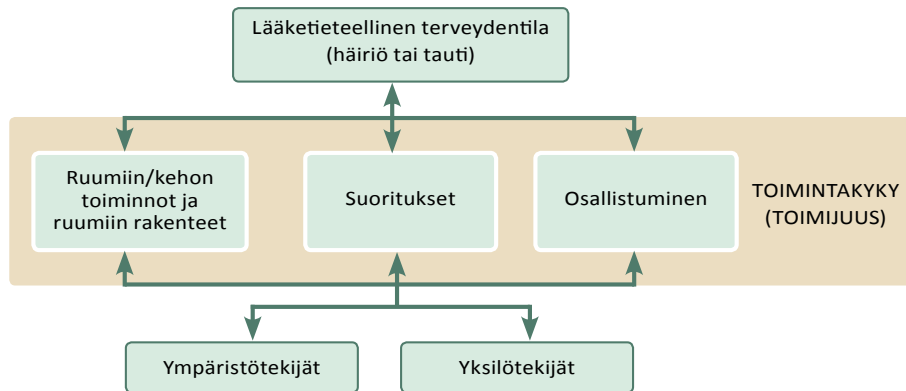 Lääketieteellinen terveydentila
(häiriö tai tauti)
Ruumiin/kehon
toiminnot ja
ruumiin rakenteet
Suoritukset
Osallistuminen
TOIMINTAKYKY
(TOIMIJUUS)
Ympäristötekijät
Yksilötekijät